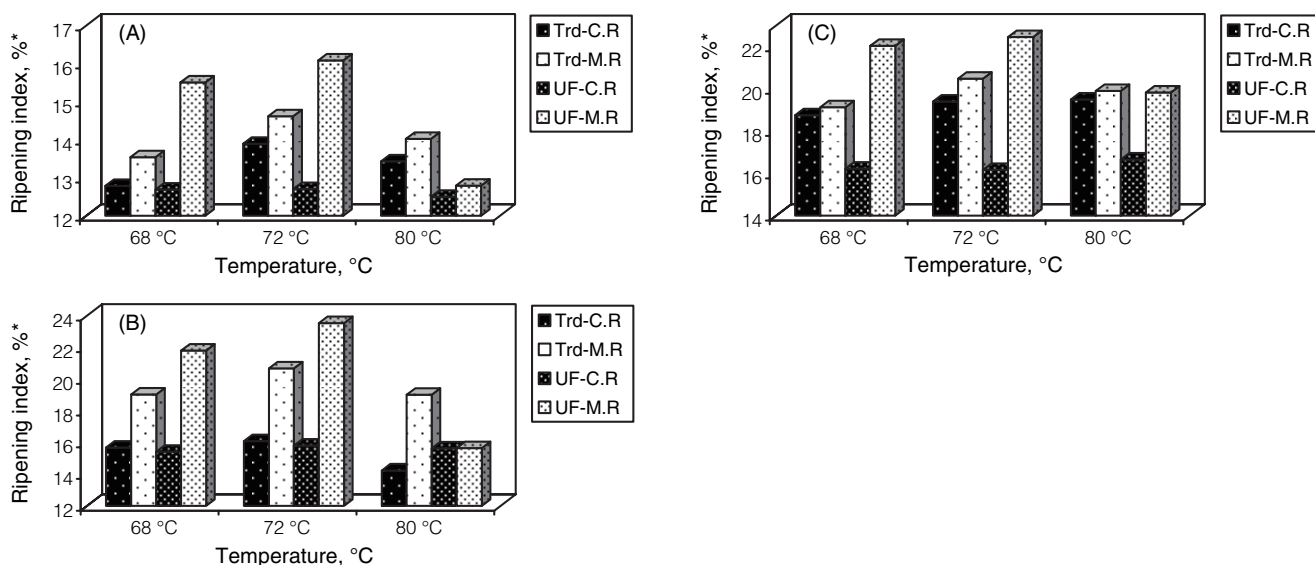 (A)
Ripening index, %*
17
16
15
14
13
12
68 °C
72 °C
80 °C
Temperature, °C
Trd-C.R
Trd-M.R
UF-C.R
UF-M.R
(C)
Ripening index, %*
22
20
18
16
14
68 °C
72 °C
80 °C
Temperature, °C
Trd-C.R
Trd-M.R
UF-C.R
UF-M.R
(B)
Ripening index, %*
24
22
20
18
16
14
12
68 °C
72 °C
80 °C
Temperature, °C
Trd-C.R
Trd-M.R
UF-C.R
UF-M.R